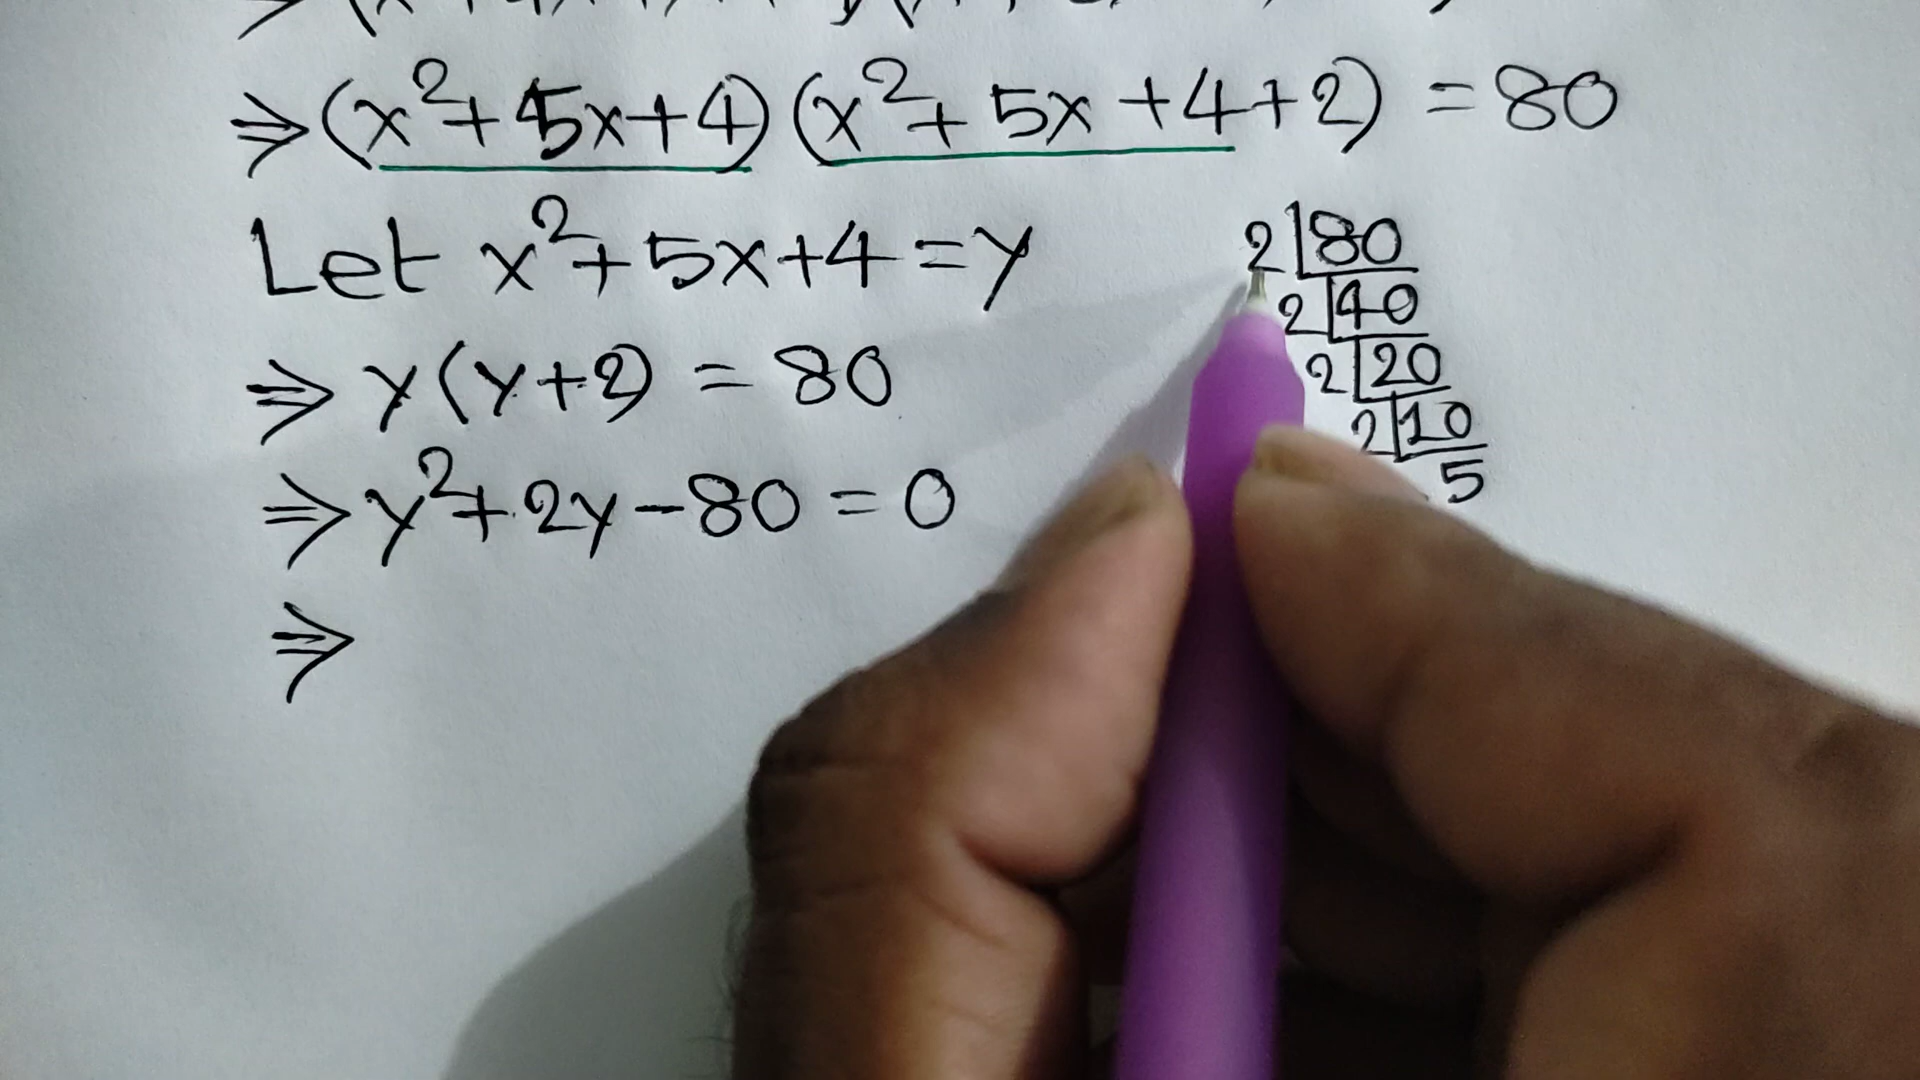 ⇒(x²+5x+4)(x²+5x+4+2) = 80
Let x²+5x+4=y
⇒y(y+2) = 80
⇒y²+2y-80=0
⇒
2|80
2|40
2|20
2|10
5